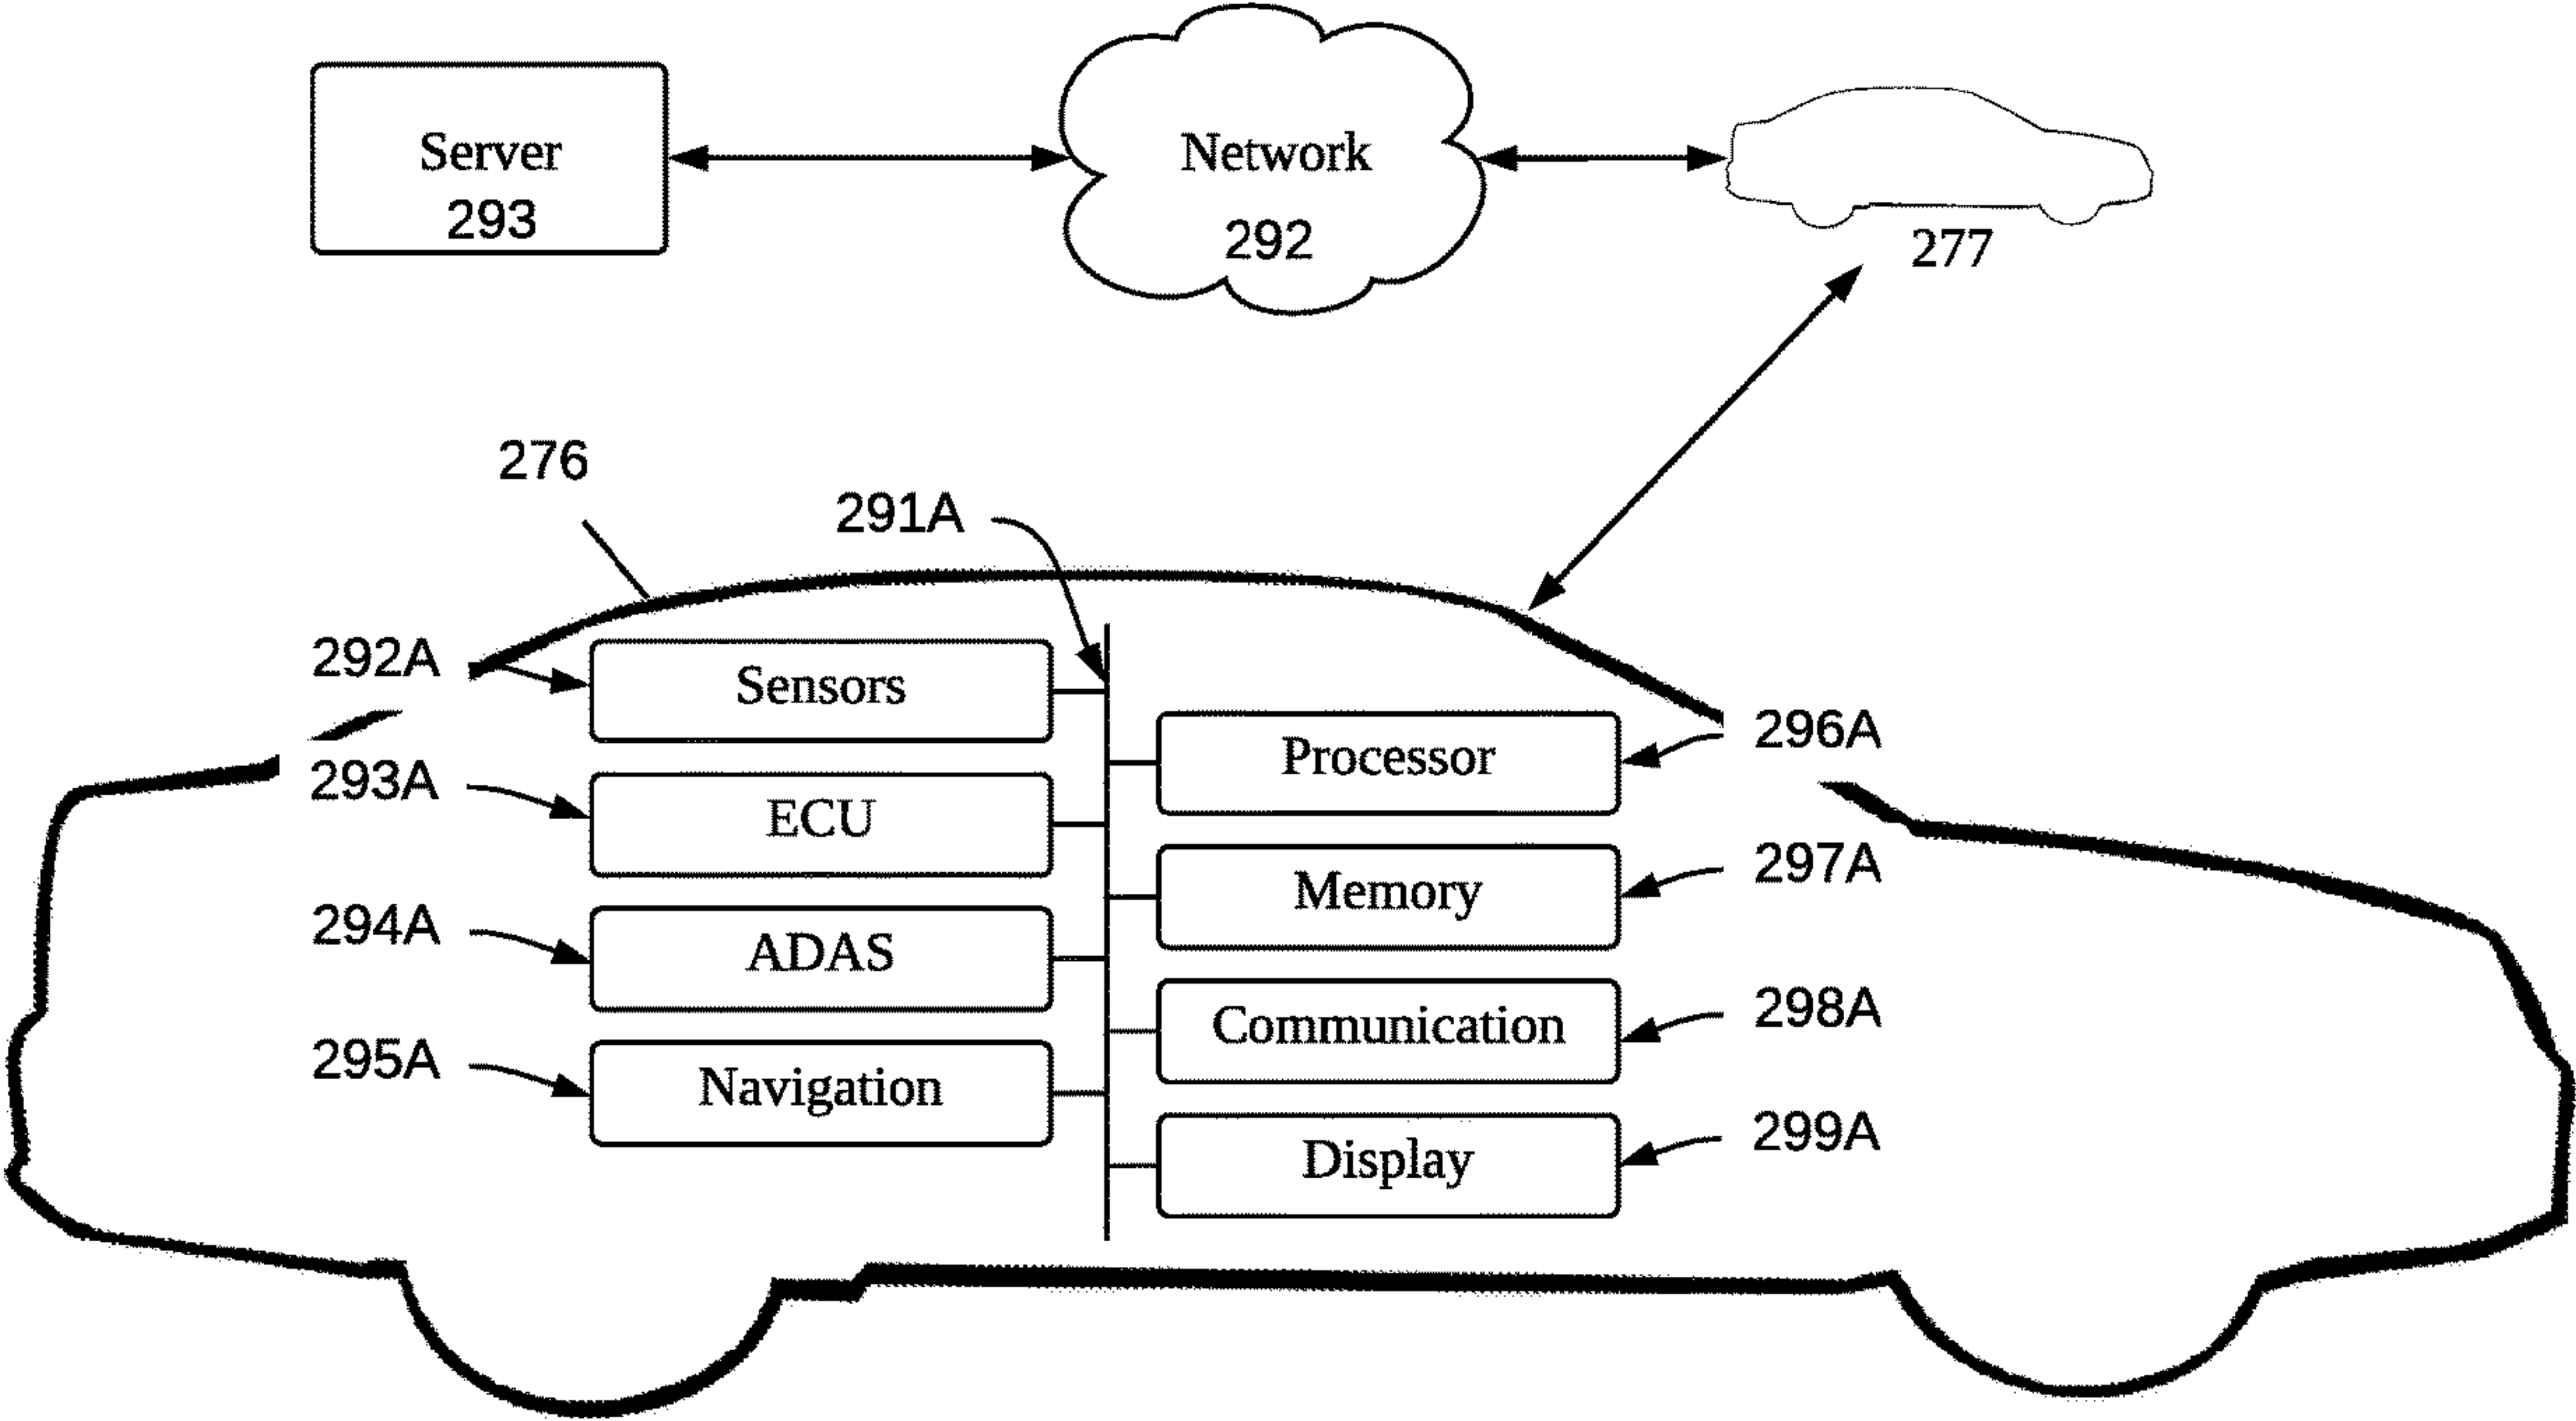 Server
293
Network
292
277
276
291A
292A
Sensors
293A
ECU
294A
ADAS
295A
Navigation
Processor
296A
Memory
297A
Communication
298A
Display
299A